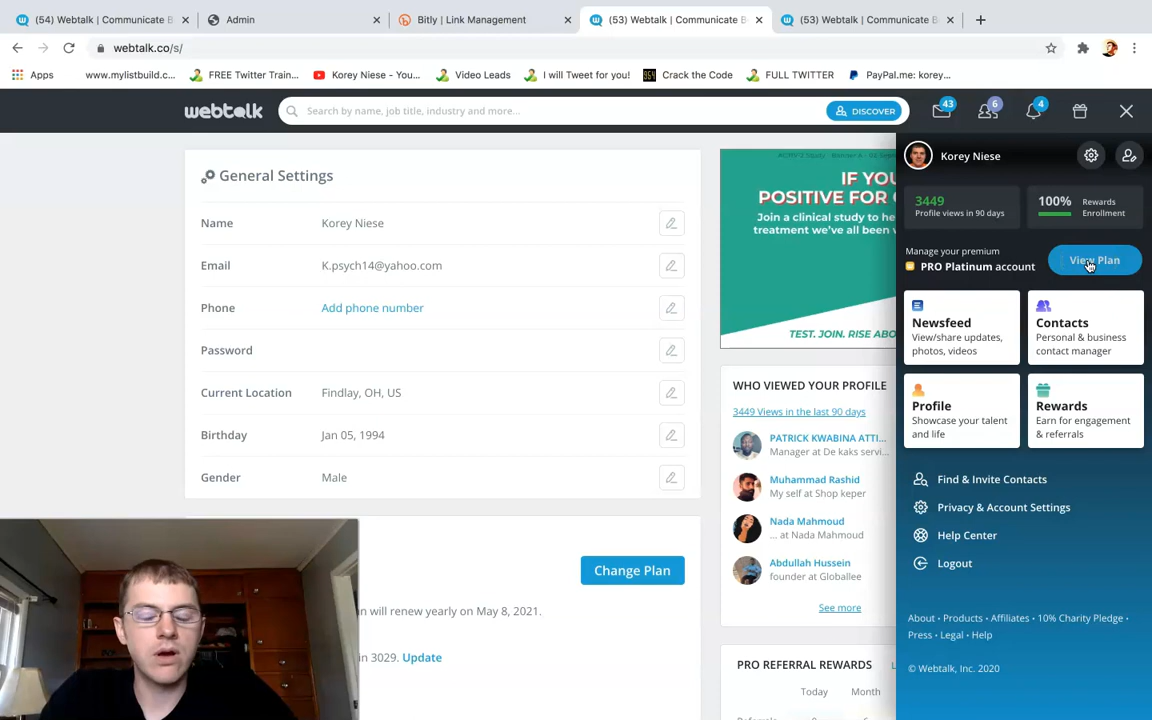 (54) Webtalk | Communicate B
Admin
Bitly | Link Management
(53) Webtalk | Communicate B
(53) Webtalk | Communicate B
webtalk.co/s/
Apps
www.mylistbuild.c...
FREE Twitter Train...
Korey Niese - You...
Video Leads
I will Tweet for you!
Crack the Code
FULL TWITTER
PayPal.me: korey...
webtalk
Search by name, job title, industry and more...
DISCOVER
43
6
4
General Settings
Name Korey Niese
Email K.psych14@yahoo.com
Phone Add phone number
Password
Current Location Findlay, OH, US
Birthday Jan 05, 1994
Gender Male
Change Plan
n will renew yearly on May 8, 2021.
in 3029. Update
IF YOU
POSITIVE FOR
Join a clinical study to he
treatment we've all been w
TEST. JOIN. RISE ABO
WHO VIEWED YOUR PROFILE
3449 Views in the last 90 days
PATRICK KWABINA ATTI...
Manager at De kaks servi...
Muhammad Rashid
My self at Shop keper
Nada Mahmoud
... at Nada Mahmoud
Abdullah Hussein
founder at Globallee
See more
PRO REFERRAL REWARDS
Today Month
Korey Niese
3449
Profile views in 90 days
100% Rewards
Enrollment
Manage your premium
PRO Platinum account
View Plan
Newsfeed
View/share updates,
photos, videos
Contacts
Personal & business
contact manager
Profile
Showcase your talent
and life
Rewards
Earn for engagement
& referrals
Find & Invite Contacts
Privacy & Account Settings
Help Center
Logout
About · Products · Affiliates · 10% Charity Pledge ·
Press · Legal · Help
© Webtalk, Inc. 2020